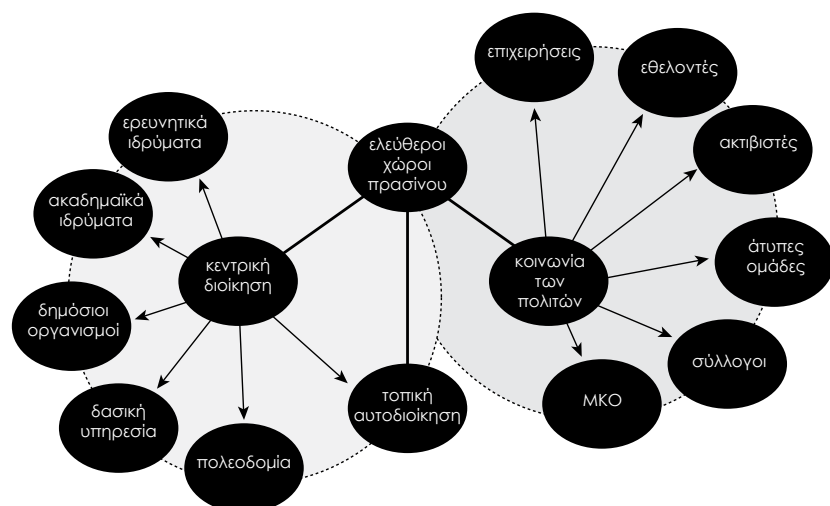 επιχειρήσεις
εθελοντές
ερευνητικά
ιδρύματα
ελεύθεροι
χώροι
πρασίνου
ακτιβιστές
ακαδημαϊκά
ιδρύματα
κεντρική
διοίκηση
κοινωνία
των
πολιτών
άτυπες
ομάδες
δημόσιοι
οργανισμοί
σύλλογοι
δασική
υπηρεσία
τοπική
αυτοδιοίκηση
ΜΚΟ
πολεοδομία